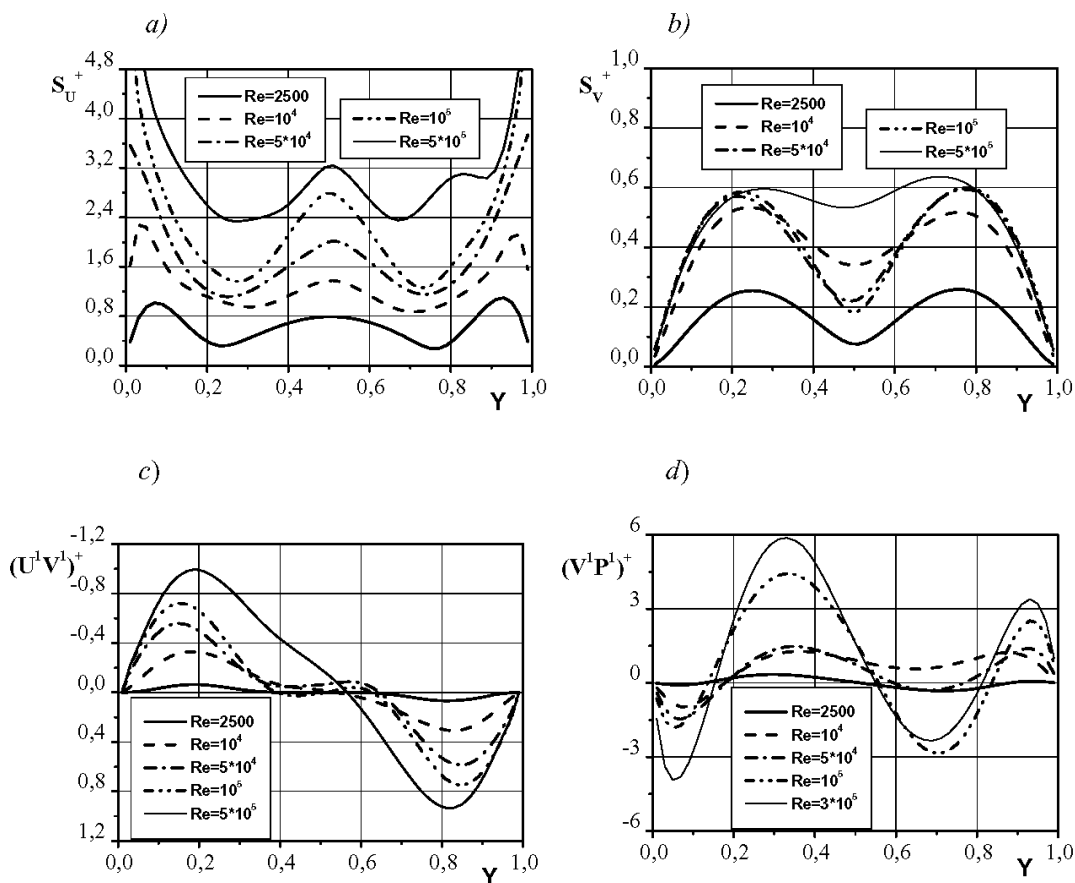 a)
S_U^+
4,8
4,0
3,2
2,4
1,6
0,8
0,0
Re=2500
Re=10^4
Re=5*10^4
Re=10^5
Re=5*10^5
0,0 0,2 0,4 0,6 0,8 1,0
Y
b)
S_V^+
1,0
0,8
0,6
0,4
0,2
0,0
Re=2500
Re=10^4
Re=5*10^4
Re=10^5
Re=5*10^5
0,0 0,2 0,4 0,6 0,8 1,0
Y
c)
(U^1V^1)^+
-1,2
-0,8
-0,4
0,0
0,4
0,8
1,2
Re=2500
Re=10^4
Re=5*10^4
Re=10^5
Re=5*10^5
0,0 0,2 0,4 0,6 0,8 1,0
Y
d)
(V^1P^1)^+
6
3
0
-3
-6
Re=2500
Re=10^4
Re=5*10^4
Re=10^5
Re=3*10^5
0,0 0,2 0,4 0,6 0,8 1,0
Y